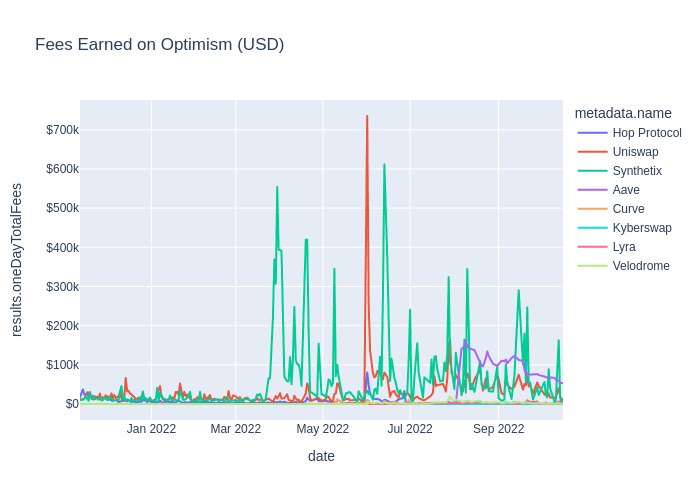 Fees Earned on Optimism (USD)
metadata.name
Hop Protocol
Uniswap
Synthetix
Aave
Curve
Kyberswap
Lyra
Velodrome
results.oneDayTotalFees
$700k
$600k
$500k
$400k
$300k
$200k
$100k
$0
Jan 2022
Mar 2022
May 2022
Jul 2022
Sep 2022
date